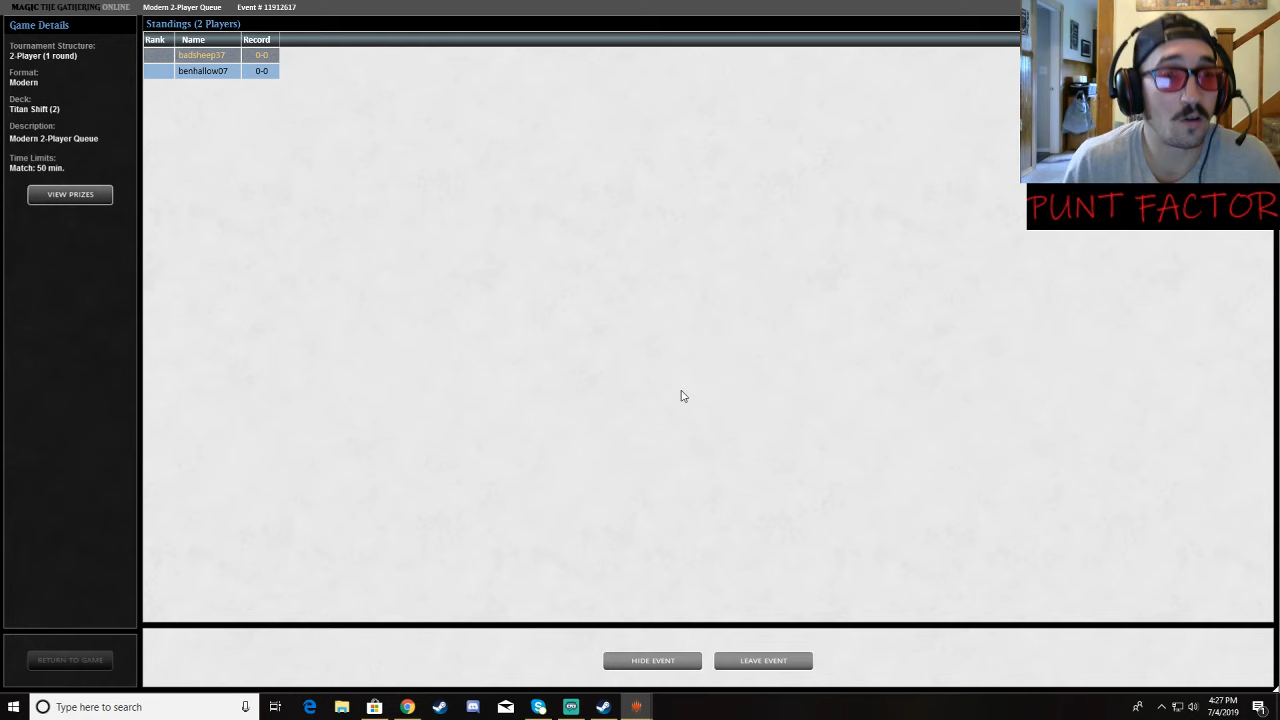 MAGIC THE GATHERING ONLINE Modern 2-Player Queue Event # 11912617
Game Details
Tournament Structure:
2-Player (1 round)
Format:
Modern
Deck:
Titan Shift (2)
Description:
Modern 2-Player Queue
Time Limits:
Match: 50 min.
VIEW PRIZES
Standings (2 Players)
Rank Name Record
badsheep37 0-0
benhallow07 0-0
PUNT FACTOR
RETURN TO GAME
HIDE EVENT LEAVE EVENT
Type here to search
4:27 PM
7/4/2019
1